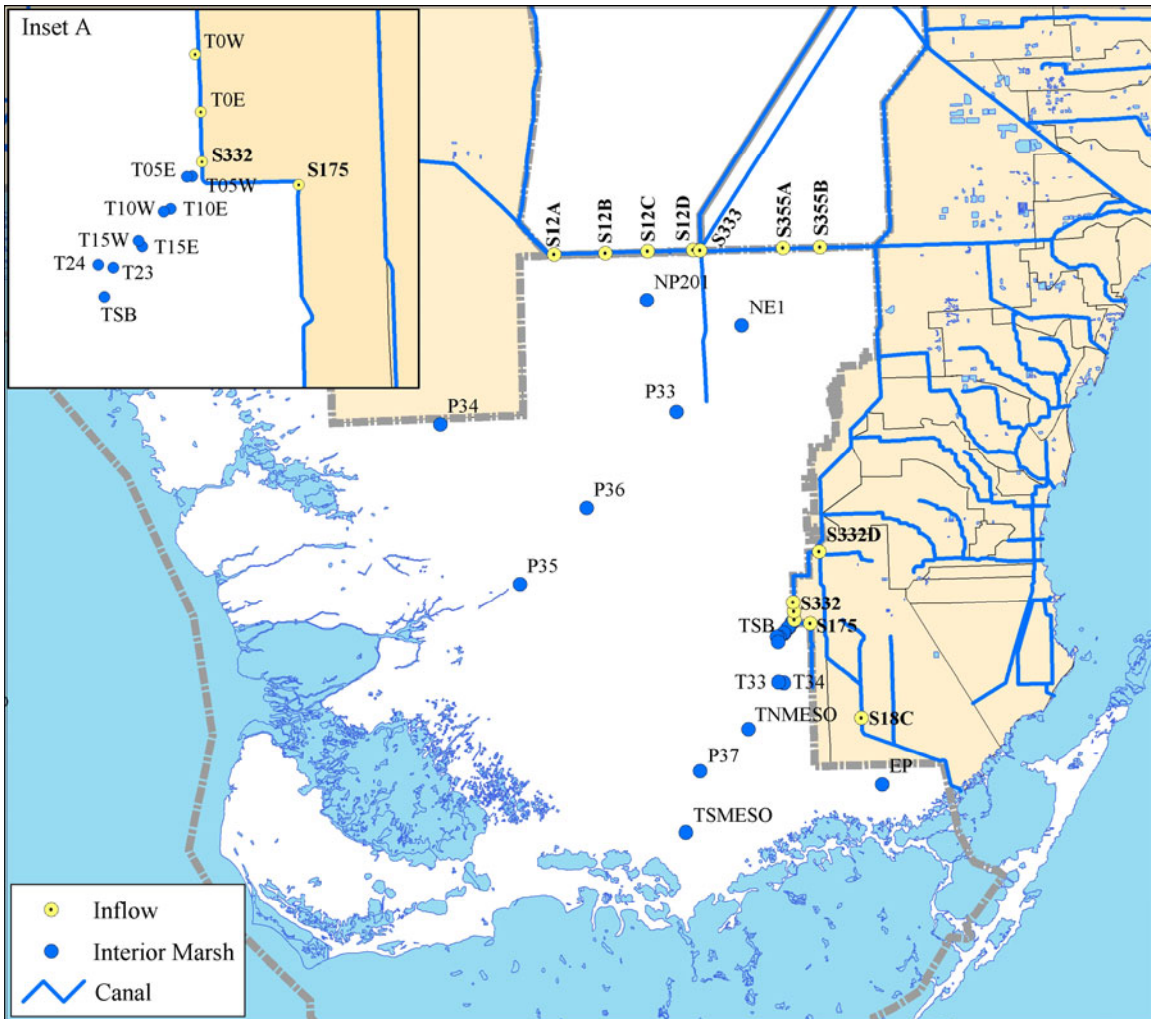 Inset A
T0W
T0E
S332
S175
T05E
T05W
T10W
T10E
T15W
T15E
T24
T23
TSB
S12A
S12B
S12C
S12D
S333
S355A
S355B
NP201
NE1
P33
P34
P36
P35
S332D
S332
TSB
S175
T33
T34
S18C
TNMESO
P37
EP
TSMESO
Inflow
Interior Marsh
Canal